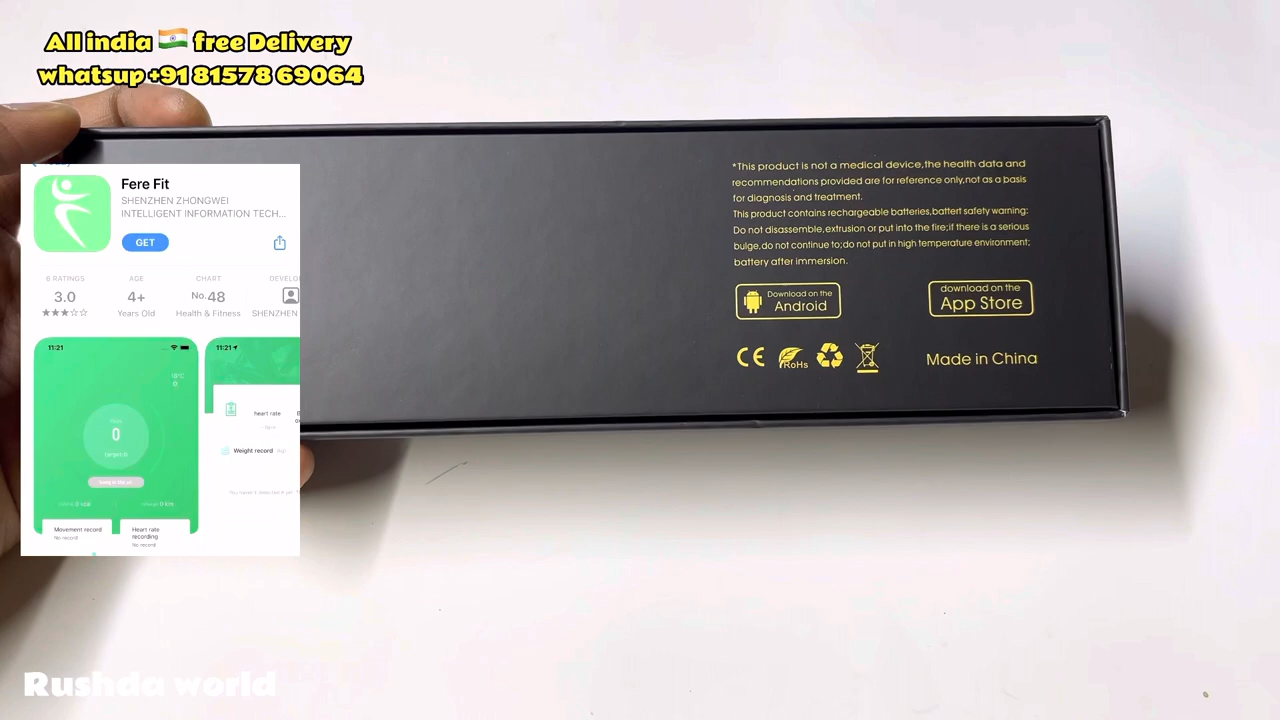 All india 🇮🇳 free Delivery
whatsup +91 81578 69064
Fere Fit
SHENZHEN ZHONGWEI
INTELLIGENT INFORMATION TECH...
GET
6 RATINGS
AGE
CHART
DEVELO
3.0
4+
No.48
★★★☆☆
Years Old
Health & Fitness
SHENZHEN
11:21
11:21
0
heart rate
Weight record
0 kcal
0 km
Movement record
No record
Heart rate
recording
No record
*This product is not a medical device,the health data and
recommendations provided are for reference only,not as a basis
for diagnosis and treatment.
This product contains rechargeable batteries,battert safety warning:
Do not disassemble,extrusion or put into the fire;if there is a serious
bulge,do not continue to;do not put in high temperature environment;
battery after immersion.
Download on the
Android
download on the
App Store
CE
RoHs
Made in China
Rushda world